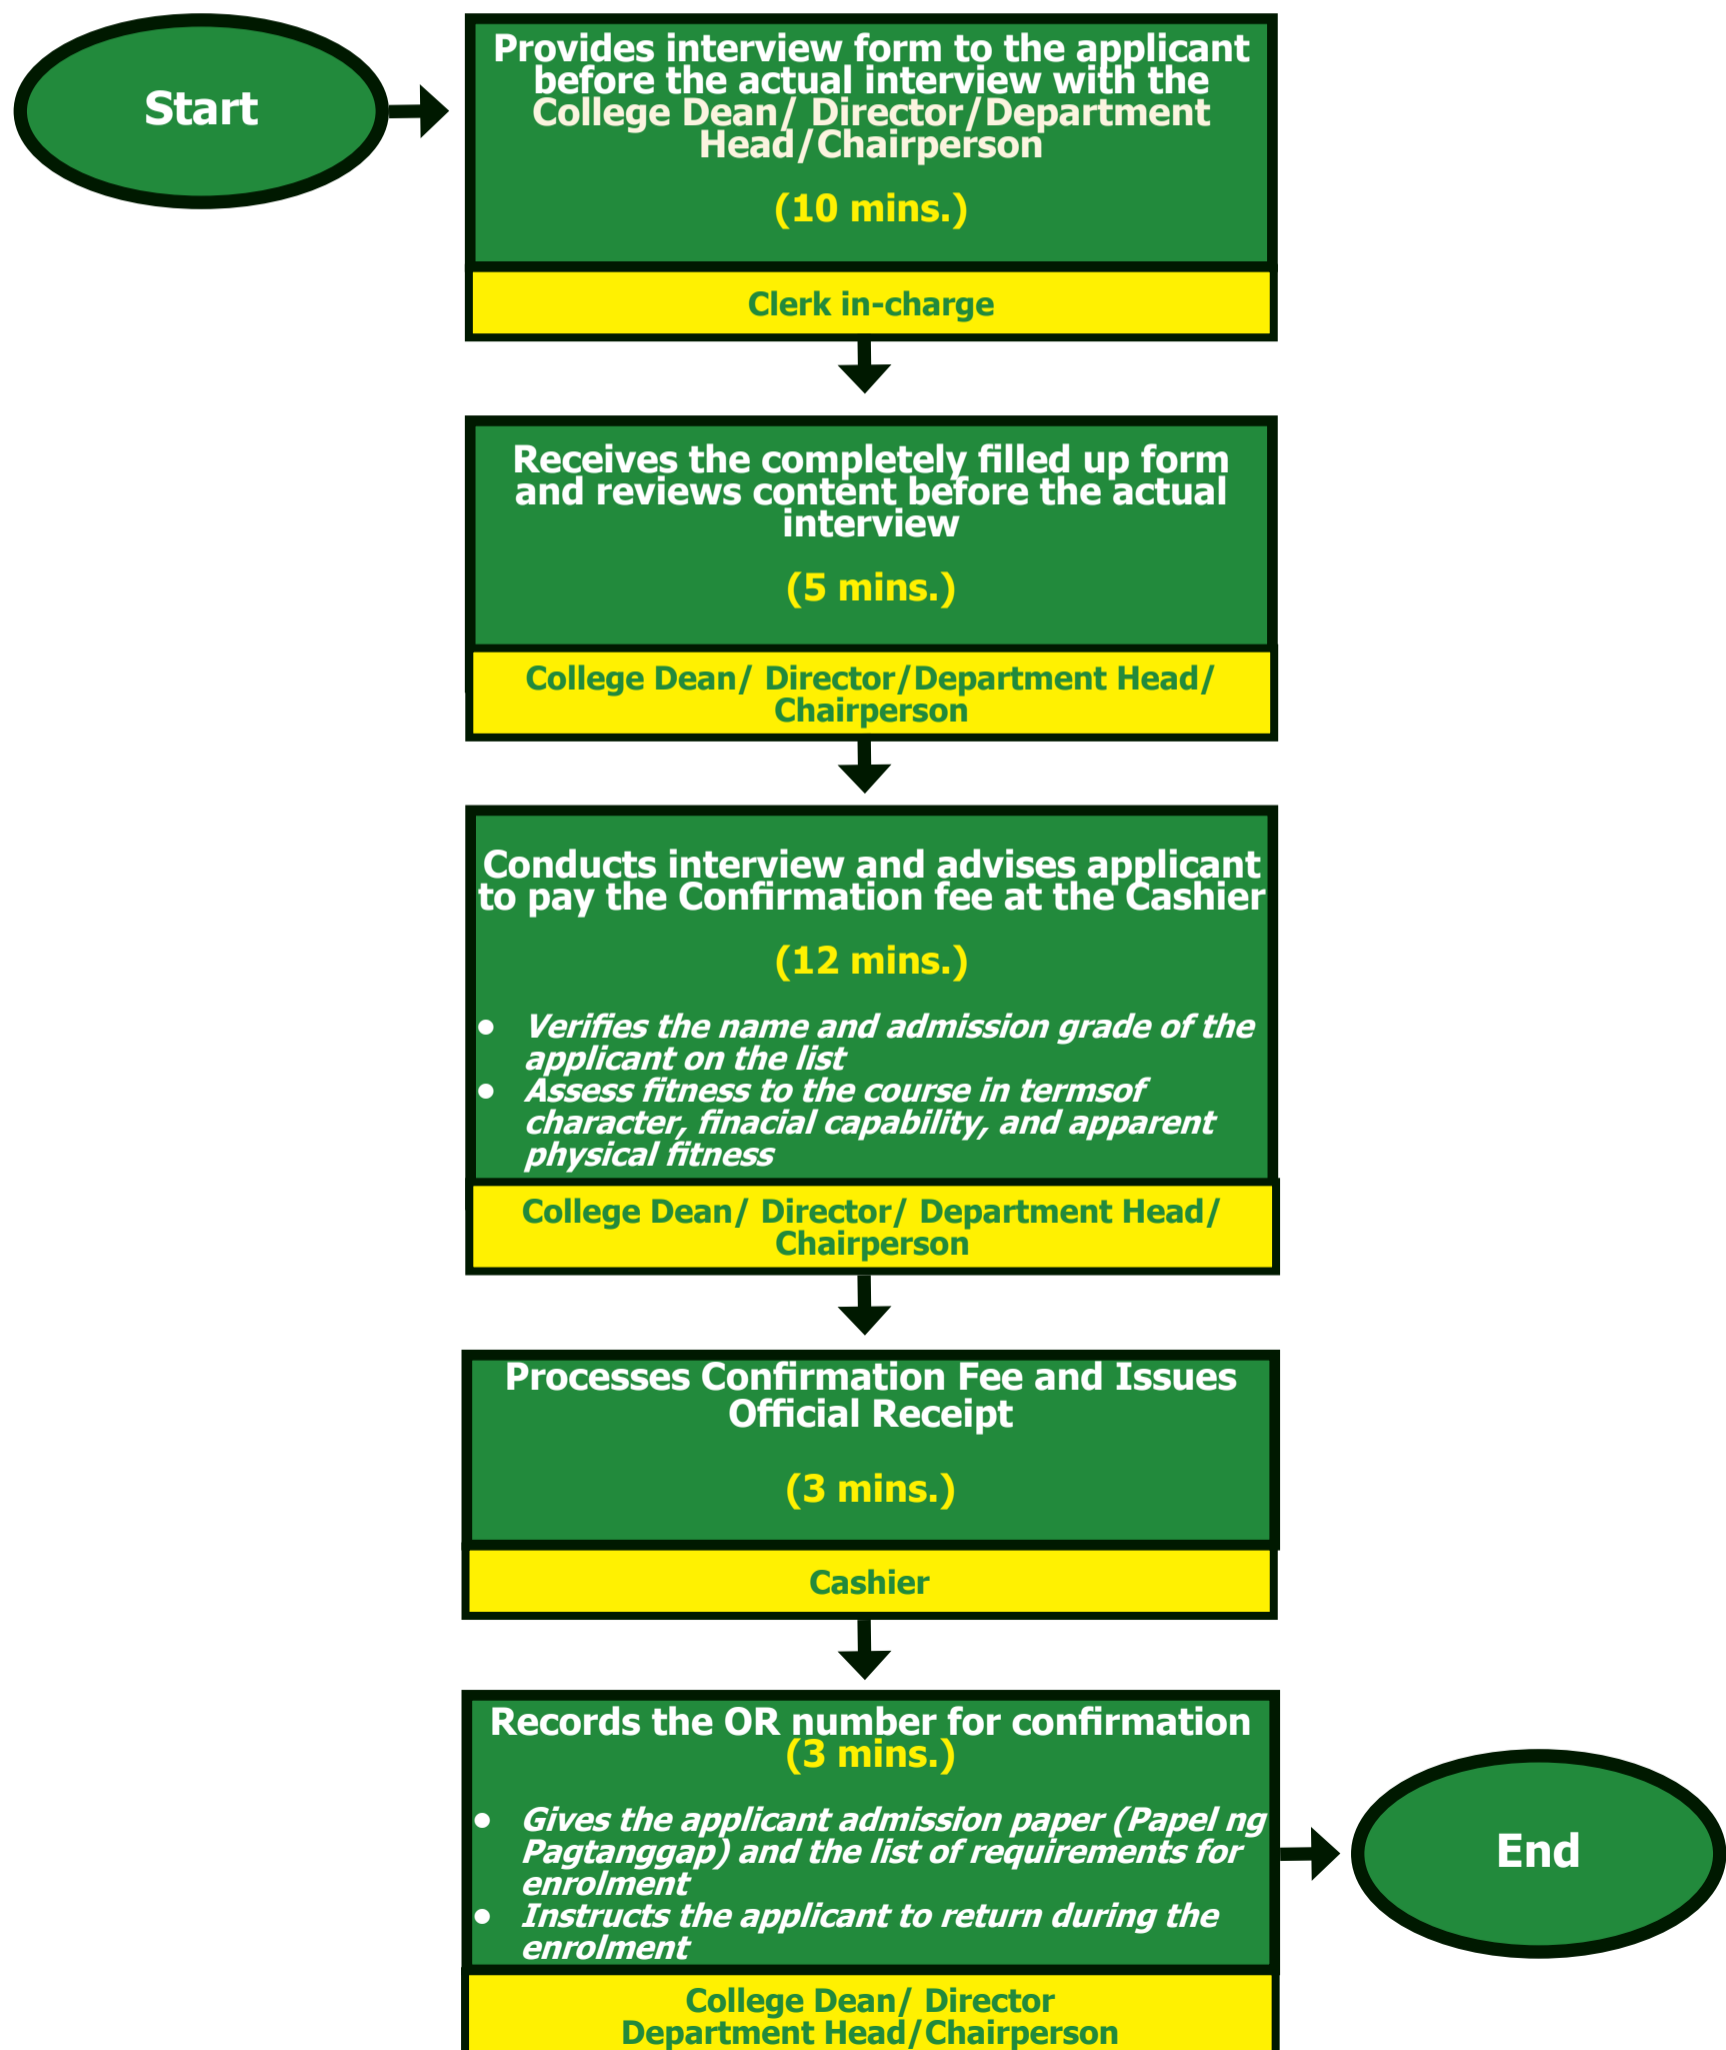 Start
Provides interview form to the applicant
before the actual interview with the
College Dean/ Director/Department
Head/Chairperson
(10 mins.)
Clerk in-charge
Receives the completely filled up form
and reviews content before the actual
interview
(5 mins.)
College Dean/ Director/Department Head/
Chairperson
Conducts interview and advises applicant
to pay the Confirmation fee at the Cashier
(12 mins.)
● Verifies the name and admission grade of the
applicant on the list
● Assess fitness to the course in termsof
character, finacial capability, and apparent
physical fitness
College Dean/ Director/ Department Head/
Chairperson
Processes Confirmation Fee and Issues
Official Receipt
(3 mins.)
Cashier
Records the OR number for confirmation
(3 mins.)
● Gives the applicant admission paper (Papel ng
Pagtanggap) and the list of requirements for
enrolment
● Instructs the applicant to return during the
enrolment
College Dean/ Director
Department Head/Chairperson
End